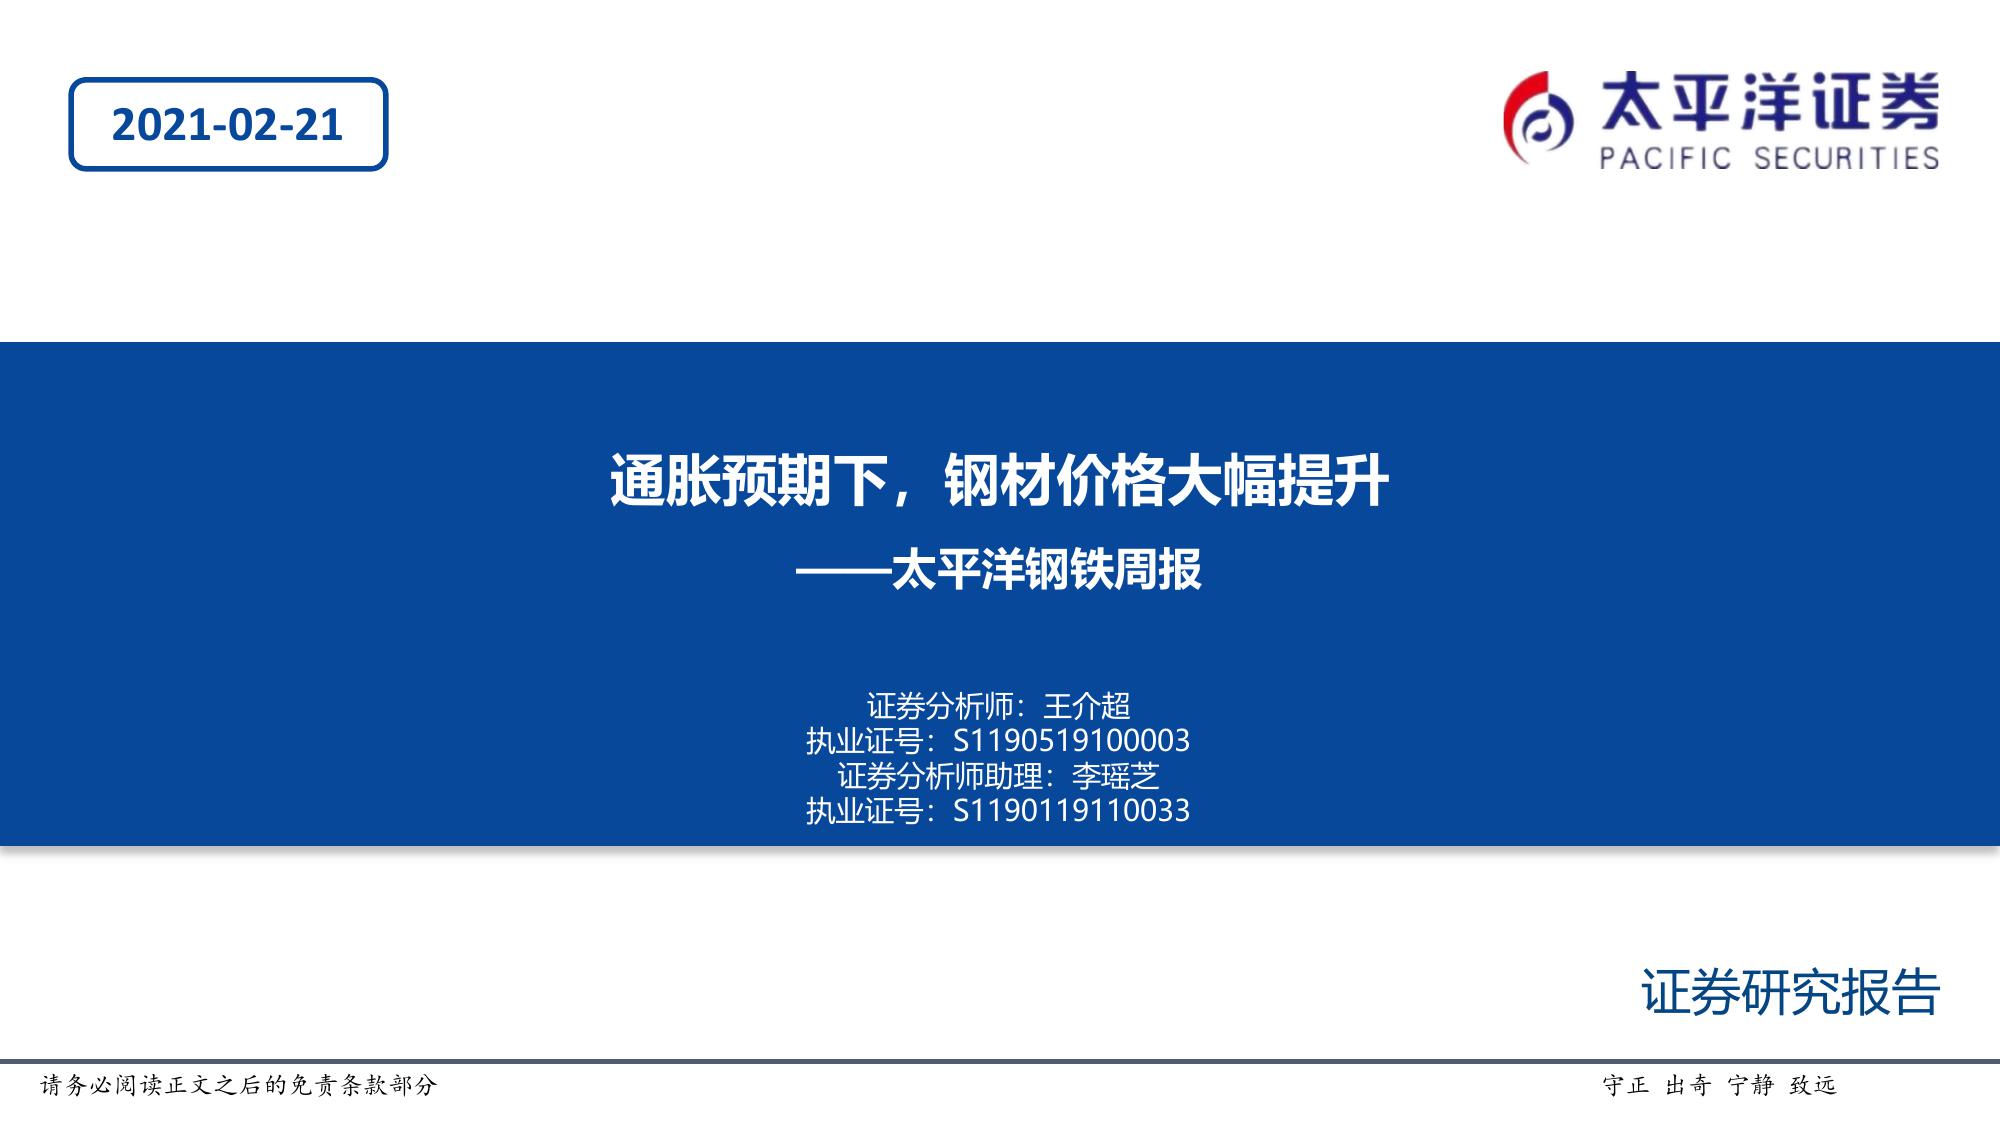 2021-02-21
太平洋证券
PACIFIC SECURITIES
通胀预期下，钢材价格大幅提升
——太平洋钢铁周报
证券分析师：王介超
执业证号：S1190519100003
证券分析师助理：李瑶芝
执业证号：S1190119110033
证券研究报告
请务必阅读正文之后的免责条款部分
守正 出奇 宁静 致远